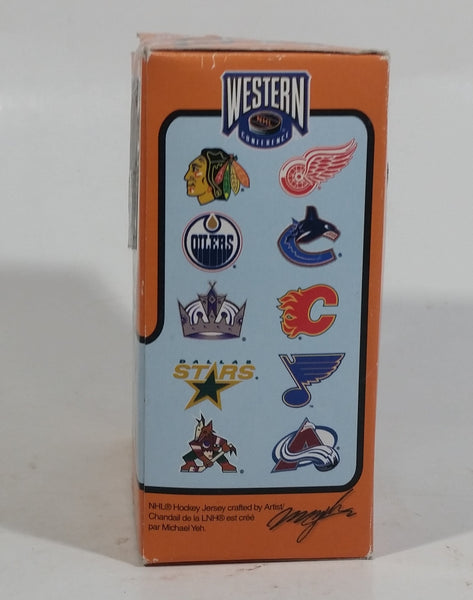 WESTERN
NHL
CONFERENCE
OILERS
DALLAS
STARS
NHL® Hockey Jersey crafted by Artist/
Chandail de la LNH® est créé
par Michael Yeh.